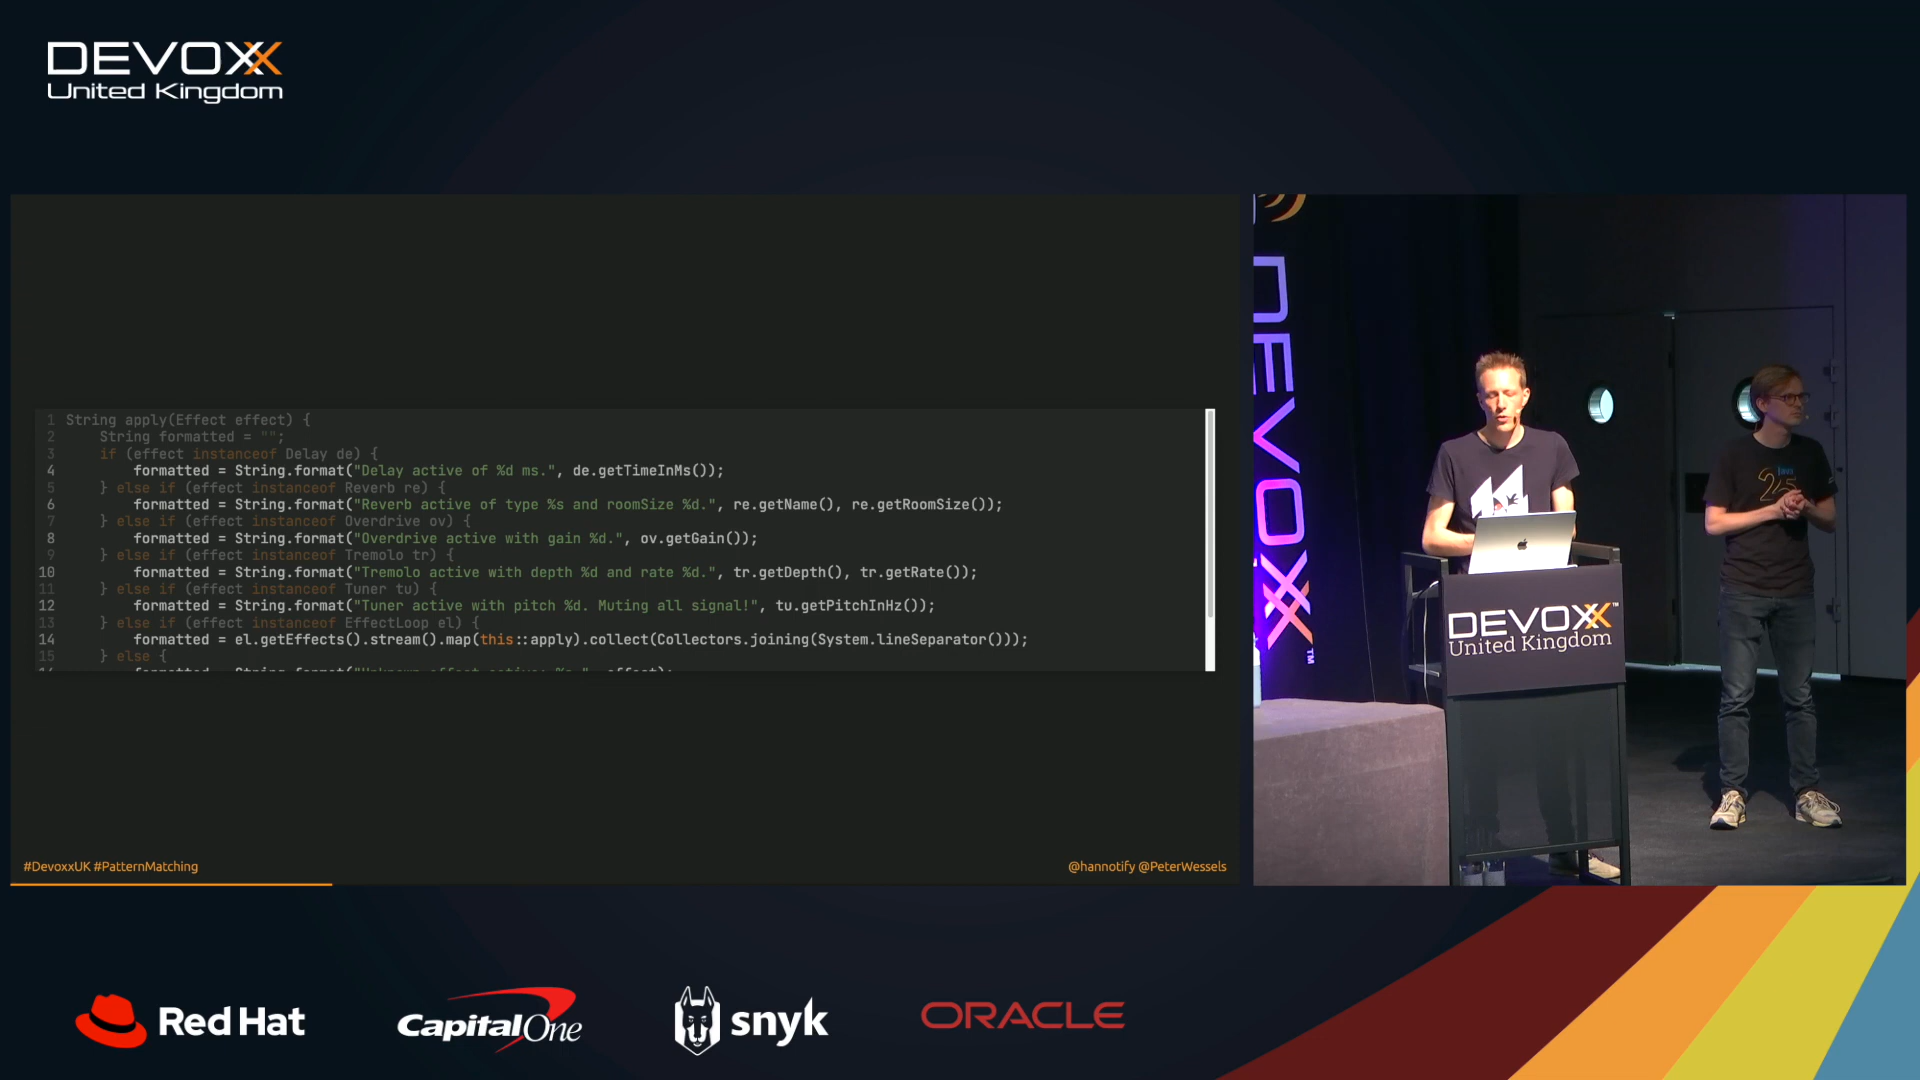 DEVOXX
United Kingdom
1 String apply(Effect effect) {
2 String formatted = "";
3 if (effect instanceof Delay de) {
4 formatted = String.format("Delay active of %d ms.", de.getTimeInMs());
5 } else if (effect instanceof Reverb re) {
6 formatted = String.format("Reverb active of type %s and roomSize %d.", re.getName(), re.getRoomSize());
7 } else if (effect instanceof Overdrive ov) {
8 formatted = String.format("Overdrive active with gain %d.", ov.getGain());
9 } else if (effect instanceof Tremolo tr) {
10 formatted = String.format("Tremolo active with depth %d and rate %d.", tr.getDepth(), tr.getRate());
11 } else if (effect instanceof Tuner tu) {
12 formatted = String.format("Tuner active with pitch %d. Muting all signal!", tu.getPitchInHz());
13 } else if (effect instanceof EffectLoop el) {
14 formatted = el.getEffects().stream().map(this::apply).collect(Collectors.joining(System.lineSeparator()));
15 } else {
#DevoxxUK #PatternMatching
@hannotify @PeterWessels
DEVOXX™
DEVOXX™
United Kingdom
25
Red Hat
Capital One
snyk
ORACLE